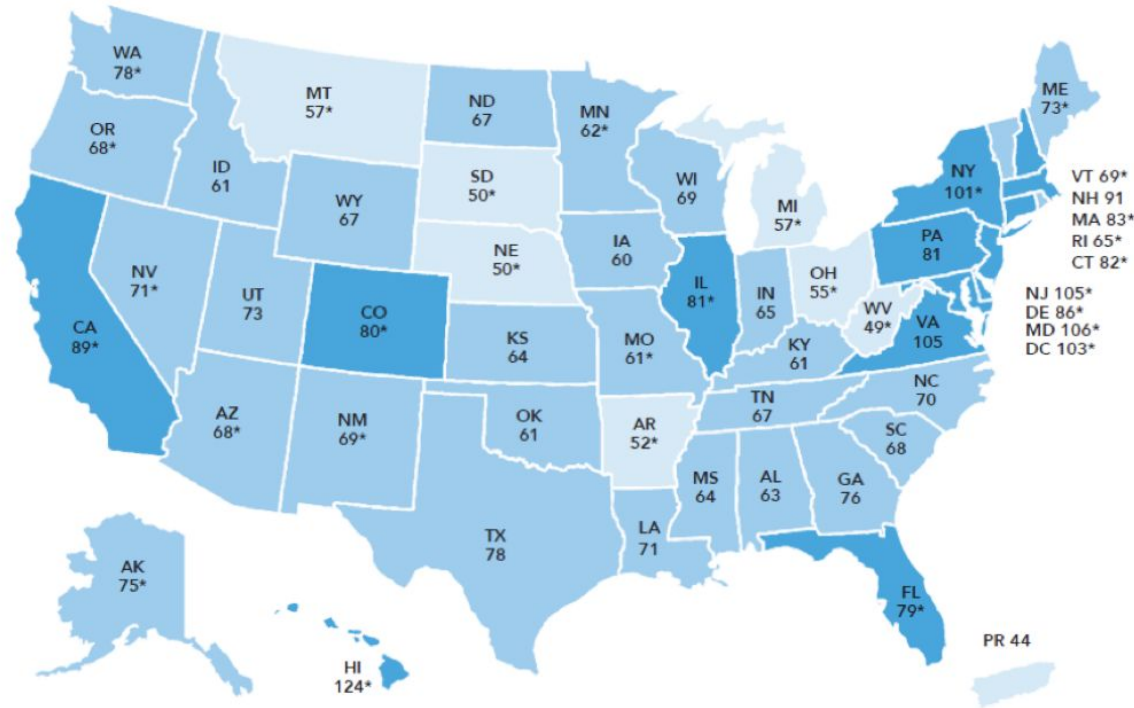 WA
78*
MT
57*
ND
67
MN
62*
ME
73*
OR
68*
ID
61
SD
50*
WI
69
NY
101*
VT 69*
NH 91
MA 83*
RI 65*
CT 82*
WY
67
MI
57*
PA
81
IA
60
NE
50*
NV
71*
UT
73
IL
81*
IN
65
OH
55*
WV
49*
NJ 105*
DE 86*
MD 106*
DC 103*
CA
89*
CO
80*
KS
64
MO
61*
KY
61
VA
105
NC
70
TN
67
AZ
68*
NM
69*
OK
61
AR
52*
SC
68
MS
64
AL
63
GA
76
TX
78
LA
71
AK
75*
FL
79*
PR 44
HI
124*